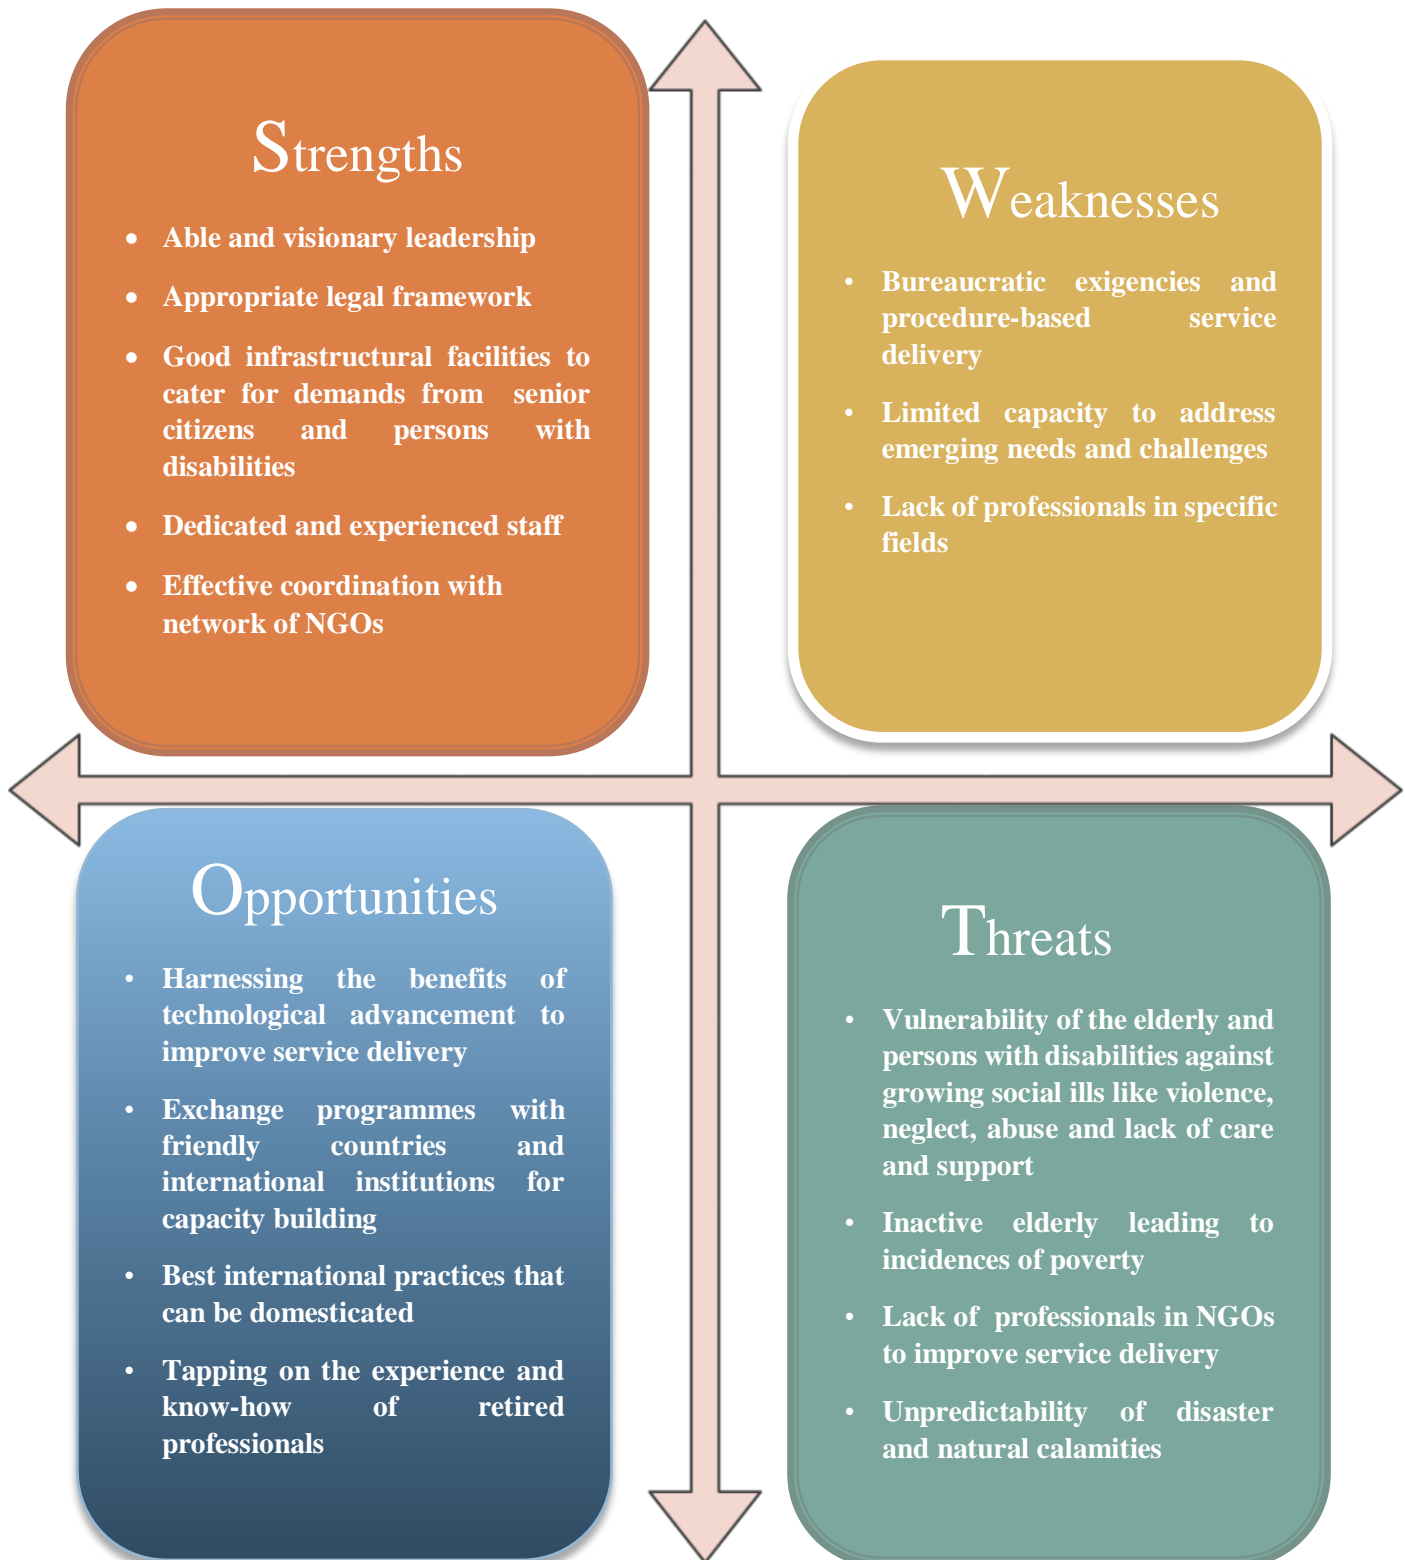 Strengths
• Able and visionary leadership
• Appropriate legal framework
• Good infrastructural facilities to
cater for demands from senior
citizens and persons with
disabilities
• Dedicated and experienced staff
• Effective coordination with
network of NGOs
Weaknesses
• Bureaucratic exigencies and
procedure-based service
delivery
• Limited capacity to address
emerging needs and challenges
• Lack of professionals in specific
fields
Opportunities
• Harnessing the benefits of
technological advancement to
improve service delivery
• Exchange programmes with
friendly countries and
international institutions for
capacity building
• Best international practices that
can be domesticated
• Tapping on the experience and
know-how of retired
professionals
Threats
• Vulnerability of the elderly and
persons with disabilities against
growing social ills like violence,
neglect, abuse and lack of care
and support
• Inactive elderly leading to
incidences of poverty
• Lack of professionals in NGOs
to improve service delivery
• Unpredictability of disaster
and natural calamities